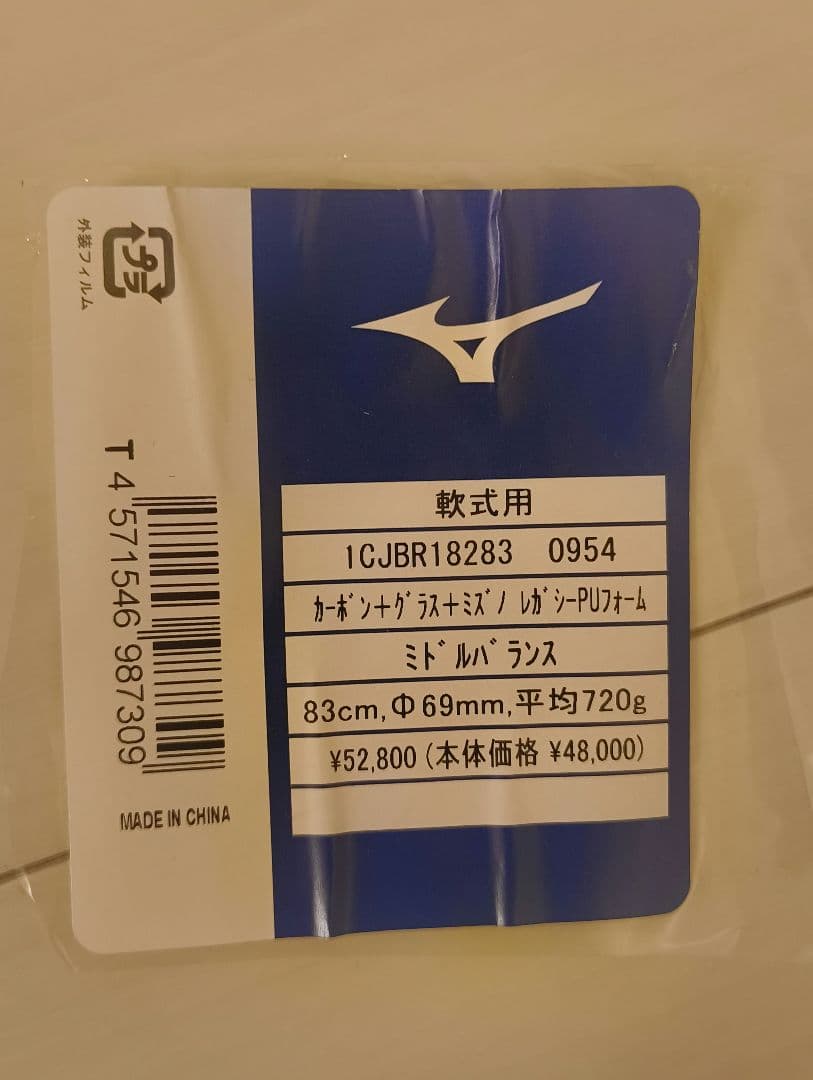 プラ
外装フィルム
T 4 571546 987309
MADE IN CHINA
軟式用
1CJBR18283 0954
ｶｰﾎﾞﾝ+ｸﾞﾗｽ+ﾐｽﾞﾉ ﾚｶﾞｼｰPUﾌｫｰﾑ
ﾐﾄﾞﾙﾊﾞﾗﾝｽ
83cm,Φ69mm,平均720g
¥52,800(本体価格 ¥48,000)